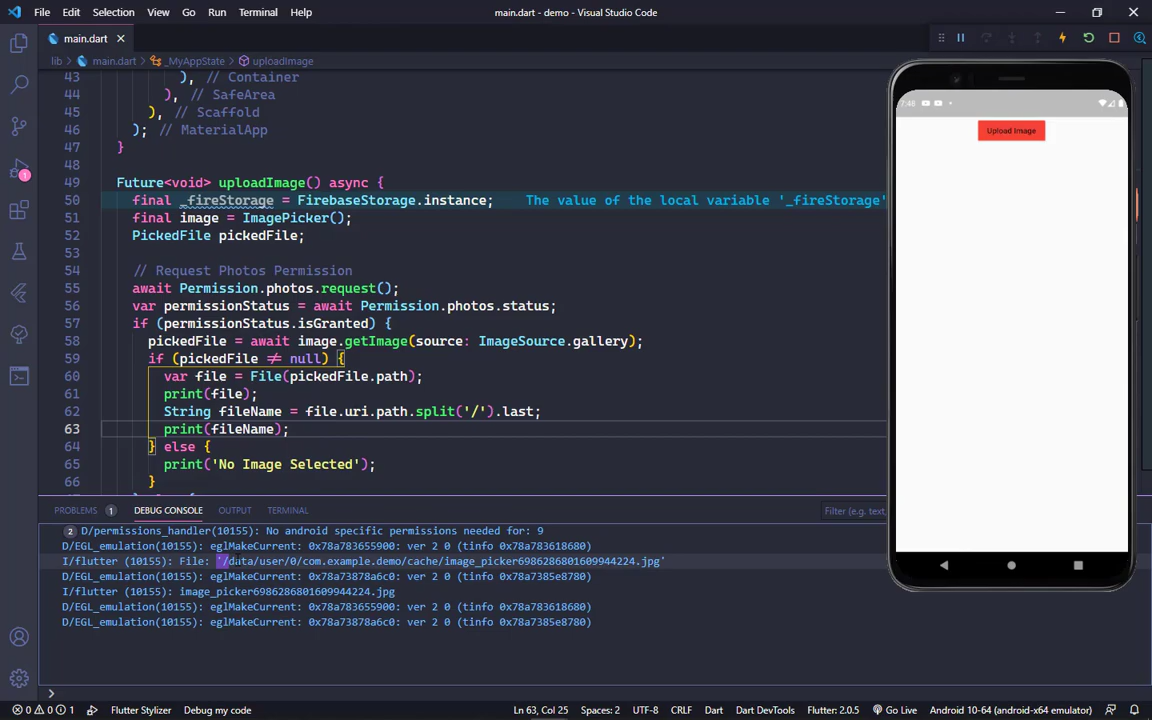 File Edit Selection View Go Run Terminal Help
main.dart - demo - Visual Studio Code
main.dart
lib > main.dart > _MyAppState > uploadImage
43 ), // Container
44 ), // SafeArea
45 ), // Scaffold
46 ); // MaterialApp
47 }
48
49 Future<void> uploadImage() async {
50 final _fireStorage = FirebaseStorage.instance; The value of the local variable '_fireStorage'
51 final image = ImagePicker();
52 PickedFile pickedFile;
53
54 // Request Photos Permission
55 await Permission.photos.request();
56 var permissionStatus = await Permission.photos.status;
57 if (permissionStatus.isGranted) {
58 pickedFile = await image.getImage(source: ImageSource.gallery);
59 if (pickedFile ≠ null) {
60 var file = File(pickedFile.path);
61 print(file);
62 String fileName = file.uri.path.split('/').last;
63 print(fileName);
64 } else {
65 print('No Image Selected');
66 }
7:48
Upload Image
PROBLEMS 1 DEBUG CONSOLE OUTPUT TERMINAL
Filter (e.g. text,
2 D/permissions_handler(10155): No android specific permissions needed for: 9
D/EGL_emulation(10155): eglMakeCurrent: 0x78a783655900: ver 2 0 (tinfo 0x78a783618680)
I/flutter (10155): File: '/data/user/0/com.example.demo/cache/image_picker6986286801609944224.jpg'
D/EGL_emulation(10155): eglMakeCurrent: 0x78a73878a6c0: ver 2 0 (tinfo 0x78a7385e8780)
I/flutter (10155): image_picker6986286801609944224.jpg
D/EGL_emulation(10155): eglMakeCurrent: 0x78a783655900: ver 2 0 (tinfo 0x78a783618680)
D/EGL_emulation(10155): eglMakeCurrent: 0x78a73878a6c0: ver 2 0 (tinfo 0x78a7385e8780)
0 0 1 Flutter Stylizer Debug my code Ln 63, Col 25 Spaces: 2 UTF-8 CRLF Dart Dart DevTools Flutter: 2.0.5 Go Live Android 10-64 (android-x64 emulator)